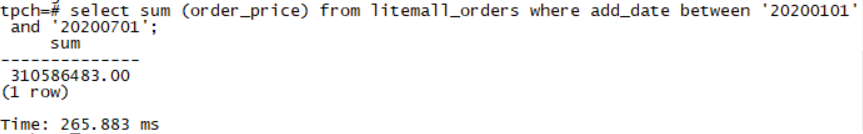 tpch=# select sum (order_price) from litemall_orders where add_date between '20200101'
 and '20200701';
     sum
--------------
 310586483.00
(1 row)

Time: 265.883 ms